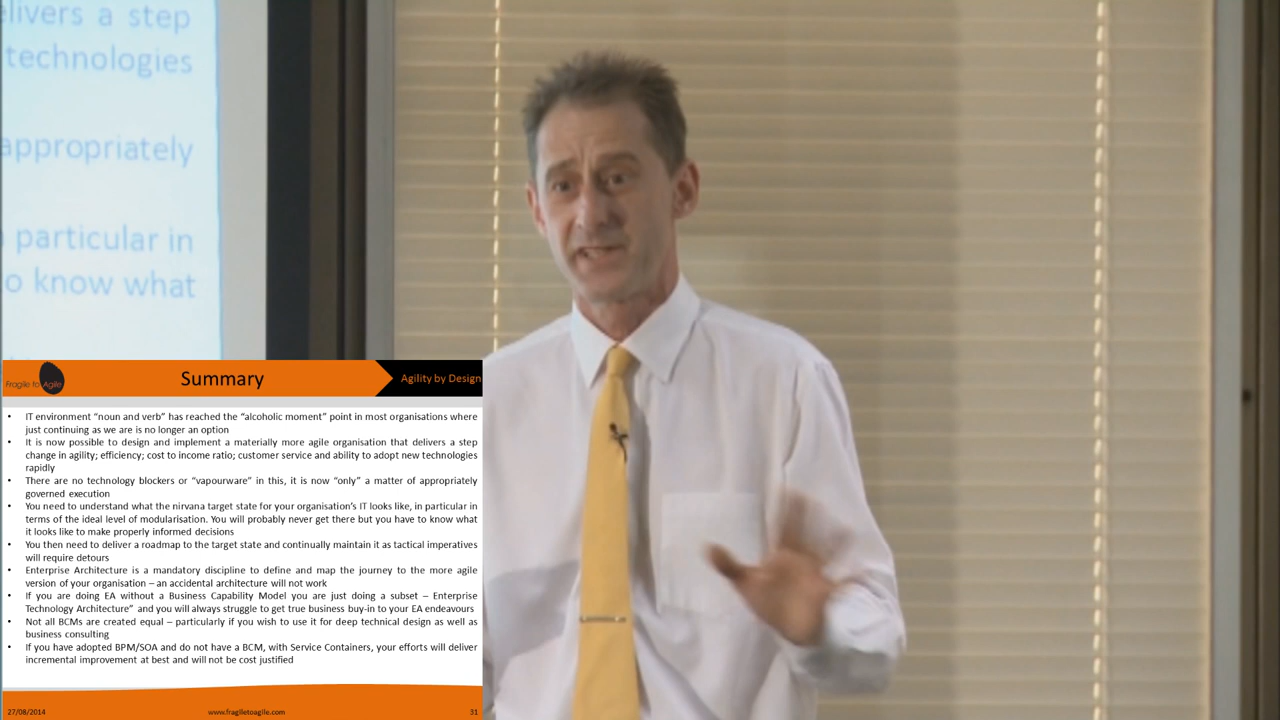 elivers a step
technologies
appropriately
particular in
o know what
Fragile to Agile
Summary
Agility by Design
• IT environment “noun and verb” has reached the “alcoholic moment” point in most organisations where
just continuing as we are is no longer an option
• It is now possible to design and implement a materially more agile organisation that delivers a step
change in agility; efficiency; cost to income ratio; customer service and ability to adopt new technologies
rapidly
• There are no technology blockers or “vapourware” in this, it is now “only” a matter of appropriately
governed execution
• You need to understand what the nirvana target state for your organisation’s IT looks like, in particular in
terms of the ideal level of modularisation. You will probably never get there but you have to know what
it looks like to make properly informed decisions
• You then need to deliver a roadmap to the target state and continually maintain it as tactical imperatives
will require detours
• Enterprise Architecture is a mandatory discipline to define and map the journey to the more agile
version of your organisation – an accidental architecture will not work
• If you are doing EA without a Business Capability Model you are just doing a subset – Enterprise
Technology Architecture” and you will always struggle to get true business buy-in to your EA endeavours
• Not all BCMs are created equal – particularly if you wish to use it for deep technical design as well as
business consulting
• If you have adopted BPM/SOA and do not have a BCM, with Service Containers, your efforts will deliver
incremental improvement at best and will not be cost justified
27/08/2014
www.fragiletoagile.com
31